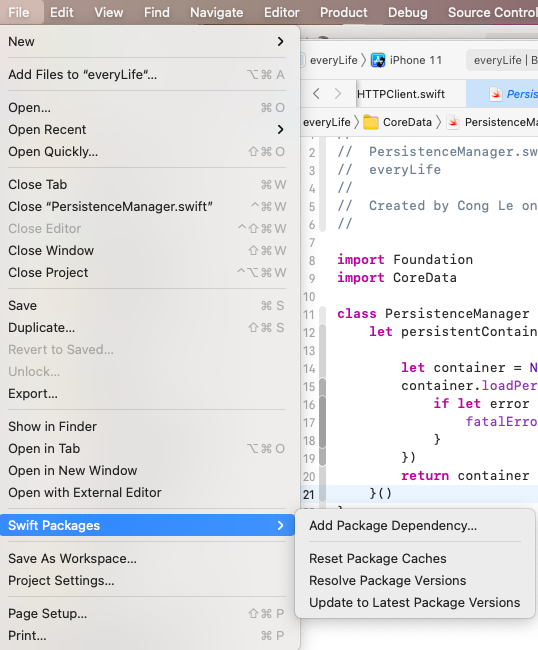 File Edit View Find Navigate Editor Product Debug Source Control
New
Add Files to “everyLife”... ⌥⌘ A
Open... ⌘ O
Open Recent
Open Quickly... ⇧⌘ O
Close Tab ⌘ W
Close “PersistenceManager.swift” ^⌘ W
Close Editor ^⇧⌘ W
Close Window ⇧⌘ W
Close Project ^⌥⌘ W
Save ⌘ S
Duplicate... ⇧⌘ S
Revert to Saved...
Unlock...
Export...
Show in Finder
Open in Tab ⌥⌘ O
Open in New Window
Open with External Editor
Swift Packages
Save As Workspace...
Project Settings...
Page Setup... ⇧⌘ P
Print... ⌘ P
Add Package Dependency...
Reset Package Caches
Resolve Package Versions
Update to Latest Package Versions
everyLife iPhone 11 everyLife | B
HTTPClient.swift Persis
everyLife CoreData PersistenceMa
2 // PersistenceManager.sw
3 // everyLife
4 //
5 // Created by Cong Le on
6 //
7
8 import Foundation
9 import CoreData
10
11 class PersistenceManager
12 let persistentContain
13
14 let container = N
15 container.loadPer
16 if let error
17 fatalErro
18 }
19 })
20 return container
21 }()